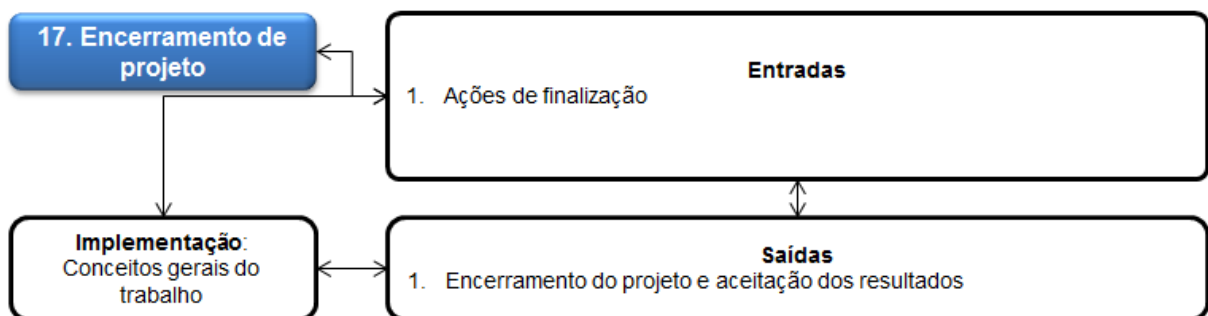 17. Encerramento de
projeto
Entradas
1. Ações de finalização
Implementação:
Conceitos gerais do
trabalho
Saídas
1. Encerramento do projeto e aceitação dos resultados